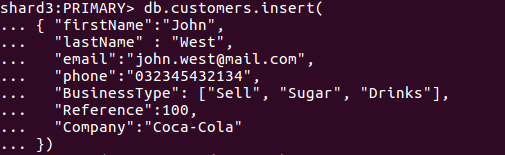 shard3:PRIMARY> db.customers.insert(
... { "firstName":"John",
...   "lastName" : "West",
...   "email":"john.west@mail.com",
...   "phone":"032345432134",
...   "BusinessType": ["Sell", "Sugar", "Drinks"],
...   "Reference":100,
...   "Company":"Coca-Cola"
... })